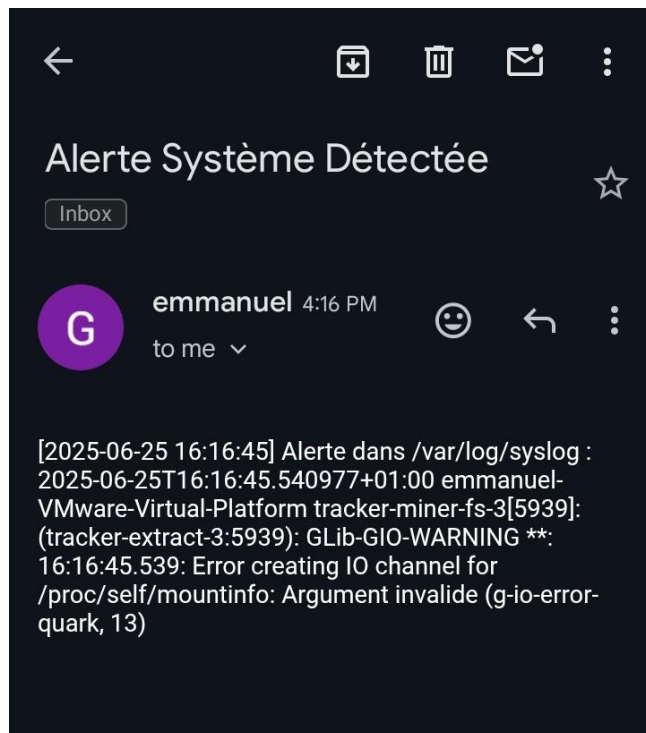 Alerte Système Détectée
Inbox
G
emmanuel 4:16 PM
to me
[2025-06-25 16:16:45] Alerte dans /var/log/syslog :
2025-06-25T16:16:45.540977+01:00 emmanuel-
VMware-Virtual-Platform tracker-miner-fs-3[5939]:
(tracker-extract-3:5939): GLib-GIO-WARNING **:
16:16:45.539: Error creating IO channel for
/proc/self/mountinfo: Argument invalide (g-io-error-
quark, 13)